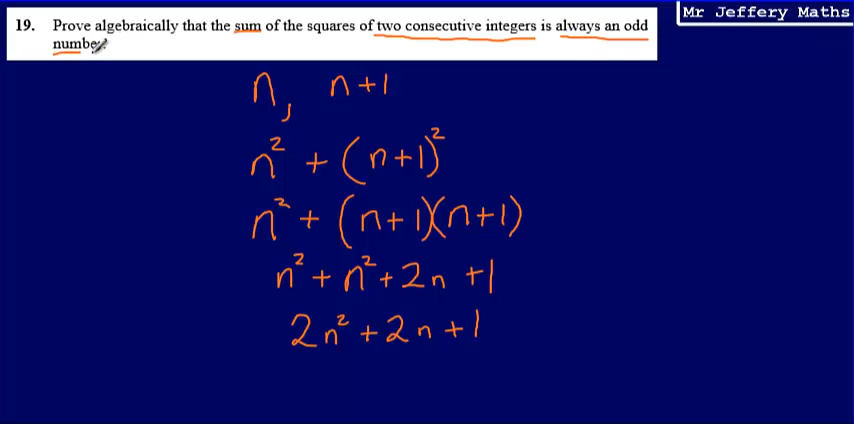 Mr Jeffery Maths
19. Prove algebraically that the sum of the squares of two consecutive integers is always an odd
number
n, n+1
n² + (n+1)²
n² + (n+1)(n+1)
n² + n² + 2n + 1
2n² + 2n + 1